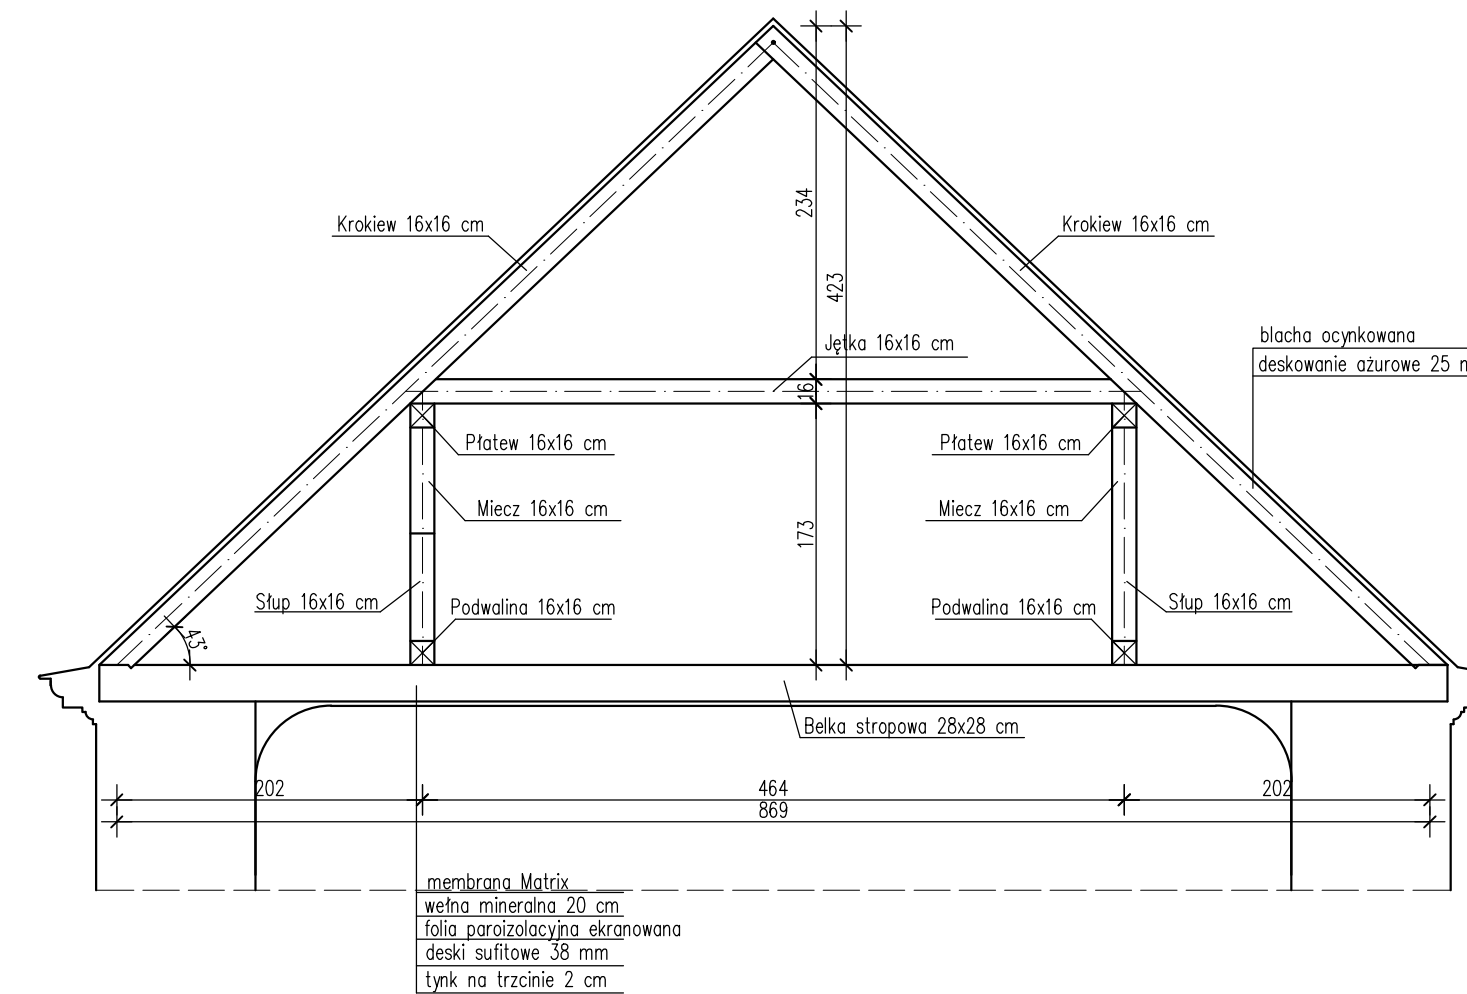 234
Krokiew 16x16 cm
Krokiew 16x16 cm
423
blacha ocynkowana
deskowanie ażurowe 25
Jętka 16x16 cm
16
Płatew 16x16 cm
Płatew 16x16 cm
Miecz 16x16 cm
Miecz 16x16 cm
173
Słup 16x16 cm
Podwalina 16x16 cm
Podwalina 16x16 cm
Słup 16x16 cm
43°
Belka stropowa 28x28 cm
202
464
202
869
membrana Matrix
wełna mineralna 20 cm
folia paroizolacyjna ekranowana
deski sufitowe 38 mm
tynk na trzcinie 2 cm